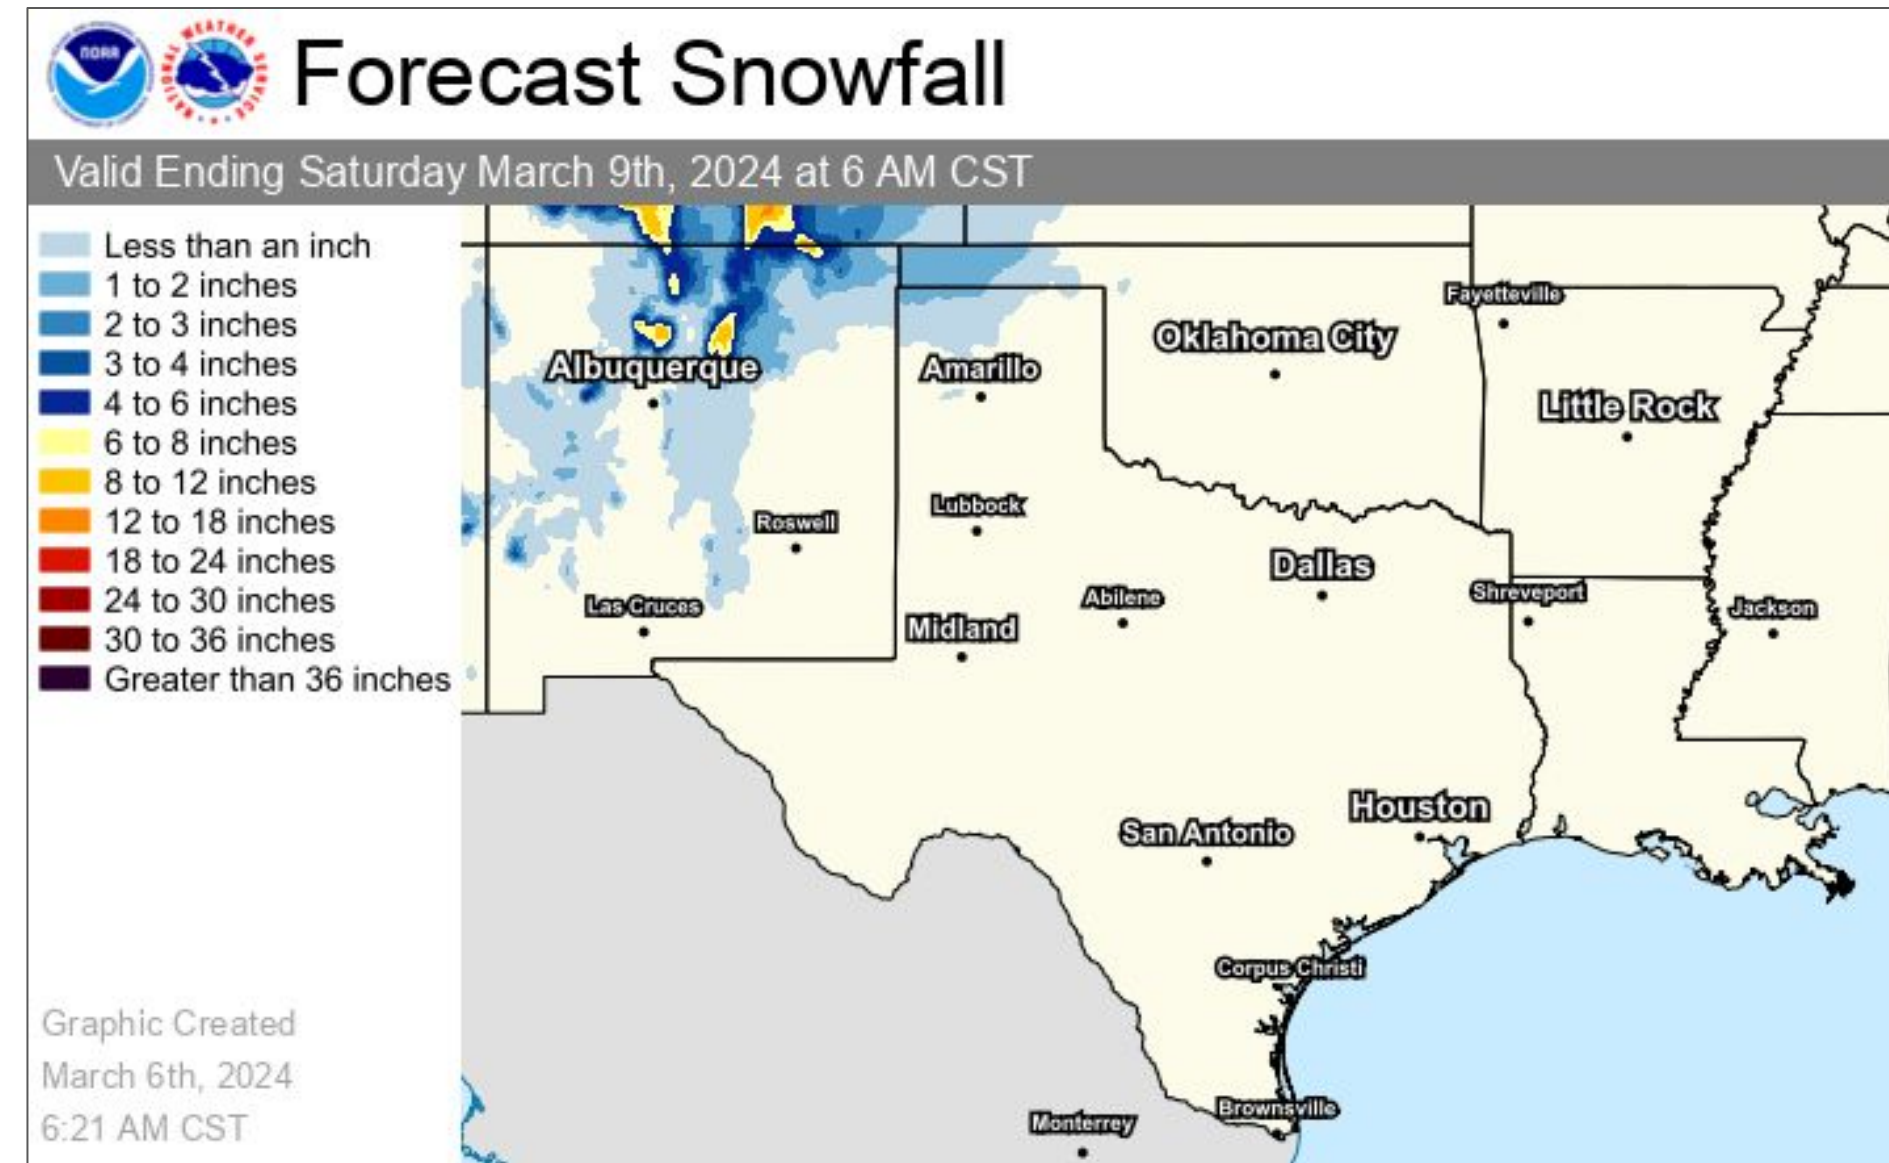 noaa
NATIONAL WEATHER SERVICE
Forecast Snowfall
Valid Ending Saturday March 9th, 2024 at 6 AM CST
Less than an inch
1 to 2 inches
2 to 3 inches
3 to 4 inches
4 to 6 inches
6 to 8 inches
8 to 12 inches
12 to 18 inches
18 to 24 inches
24 to 30 inches
30 to 36 inches
Greater than 36 inches
Graphic Created
March 6th, 2024
6:21 AM CST
Fayetteville
Oklahoma City
Albuquerque
Amarillo
Little Rock
Roswell
Lubbock
Dallas
Las Cruces
Abilene
Shreveport
Jackson
Midland
San Antonio
Houston
Corpus Christi
Monterrey
Brownsville